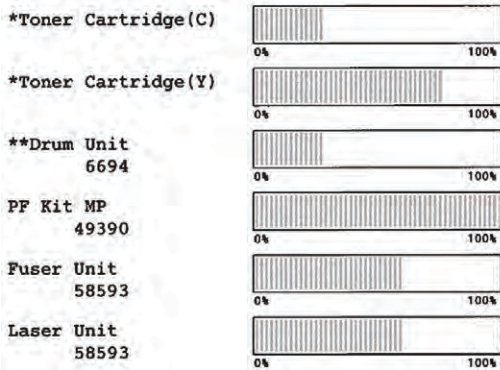 *Toner Cartridge(C)
0% 100%
*Toner Cartridge(Y)
0% 100%
**Drum Unit
6694
0% 100%
PF Kit MP
49390
0% 100%
Fuser Unit
58593
0% 100%
Laser Unit
58593
0% 100%